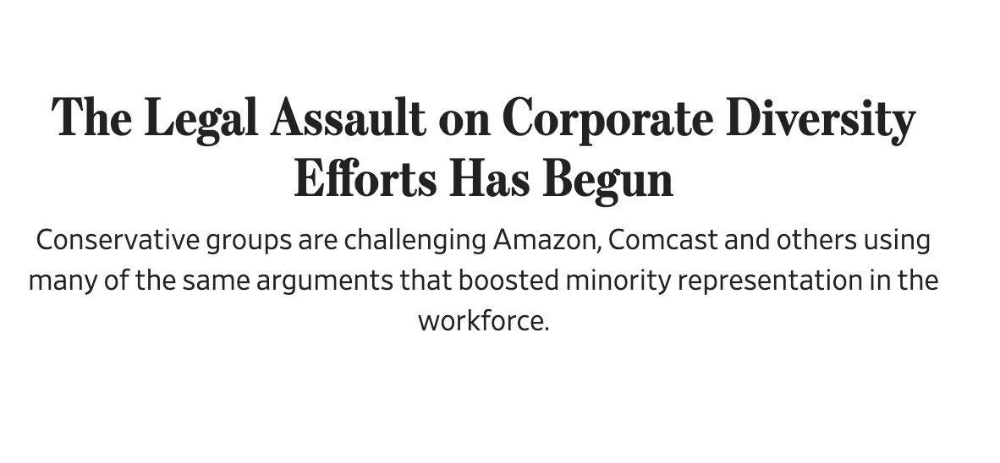 The Legal Assault on Corporate Diversity
Efforts Has Begun
Conservative groups are challenging Amazon, Comcast and others using
many of the same arguments that boosted minority representation in the
workforce.